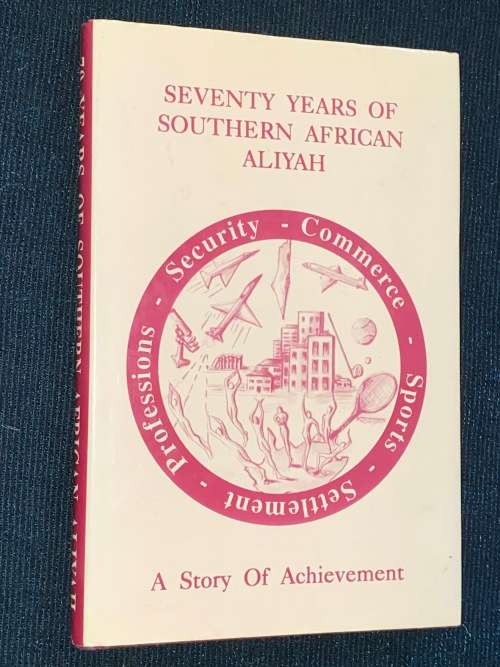 SEVENTY YEARS OF
SOUTHERN AFRICAN
ALIYAH
Professions - Security - Commerce - Sports - Settlement -
A Story Of Achievement
70 YEARS OF SOUTHERN AFRICAN ALIYAH